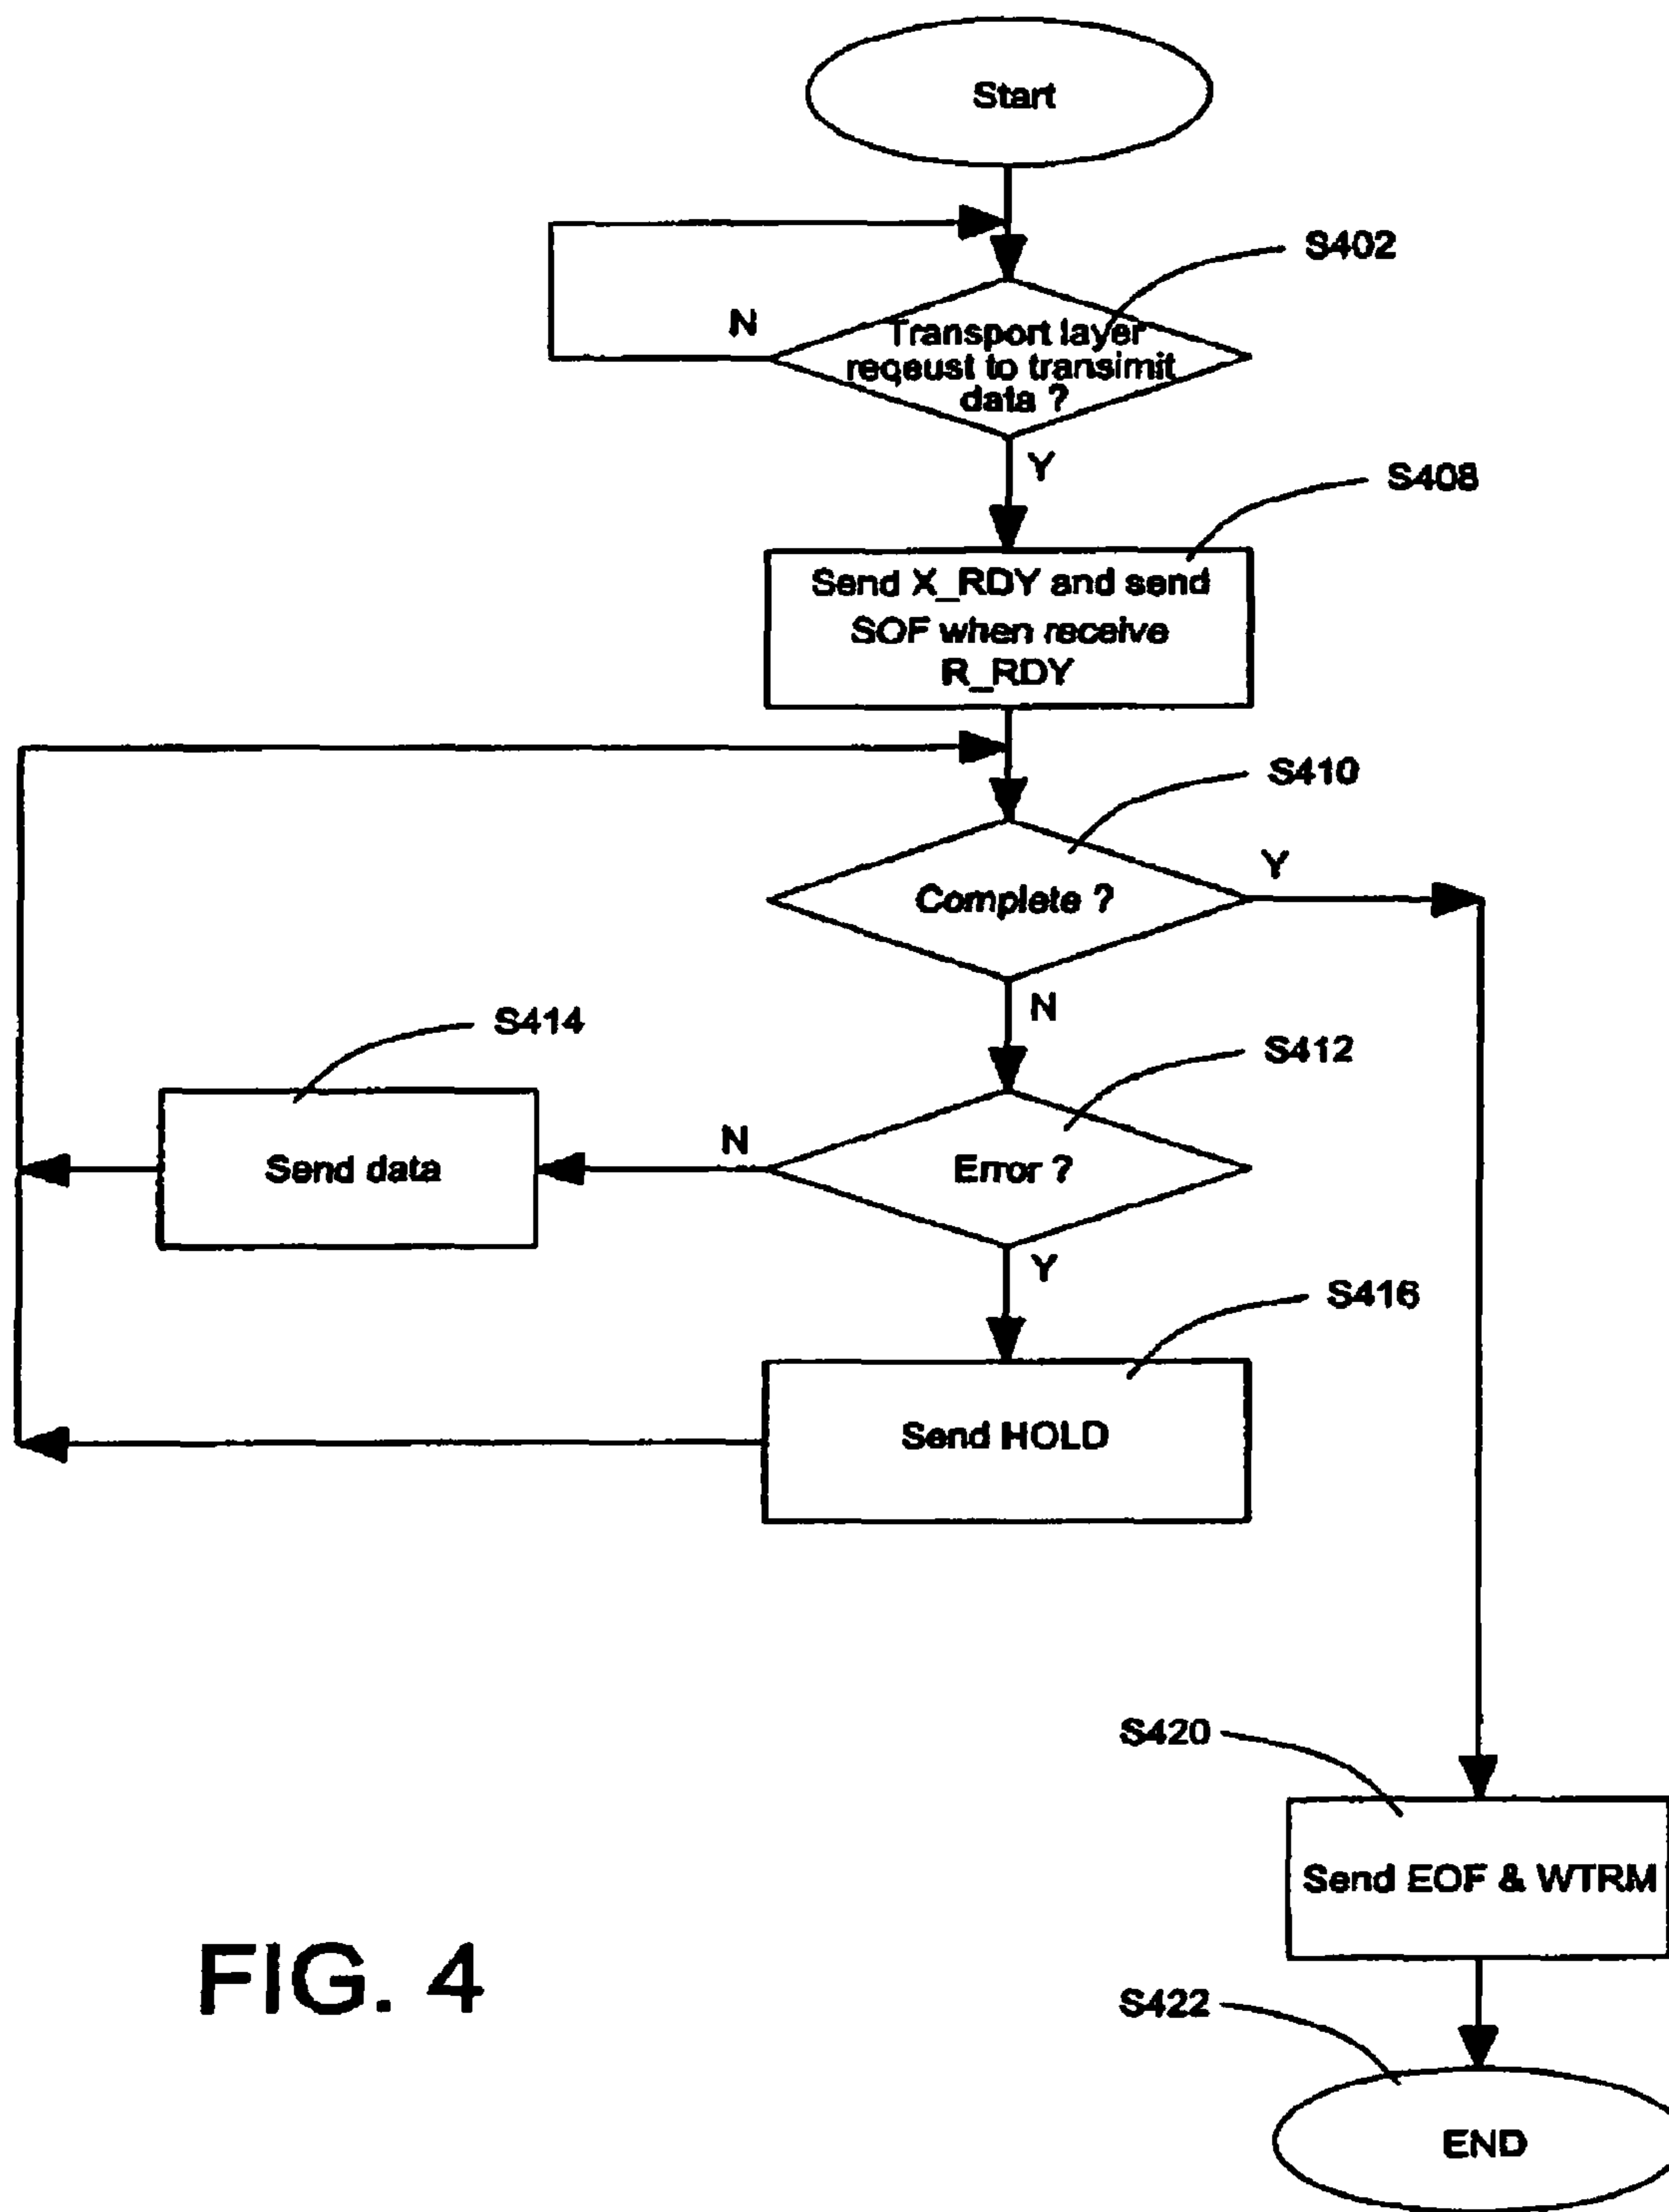 Start
S402
N
Transport layer
reqeust to transimit
data ?
Y
S408
Send X_RDY and send
SOF when receive
R_RDY
S410
Y
Complete ?
N
S414
S412
N
Send data
Error ?
Y
S416
Send HOLD
S420
Send EOF & WTRM
FIG. 4
S422
END